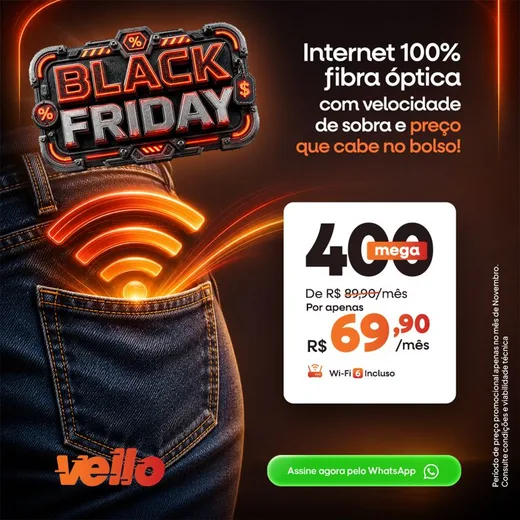 BLACK
FRIDAY
%
%
$
Internet 100%
fibra óptica
com velocidade
de sobra e preço
que cabe no bolso!
400
mega
De R$ 89,90/mês
Por apenas
R$ 69,90
/mês
Wi-Fi 6 Incluso
vello
Assine agora pelo WhatsApp
Período de preço promocional apenas no mês de Novembro.
Consulte condições e viabilidade técnica